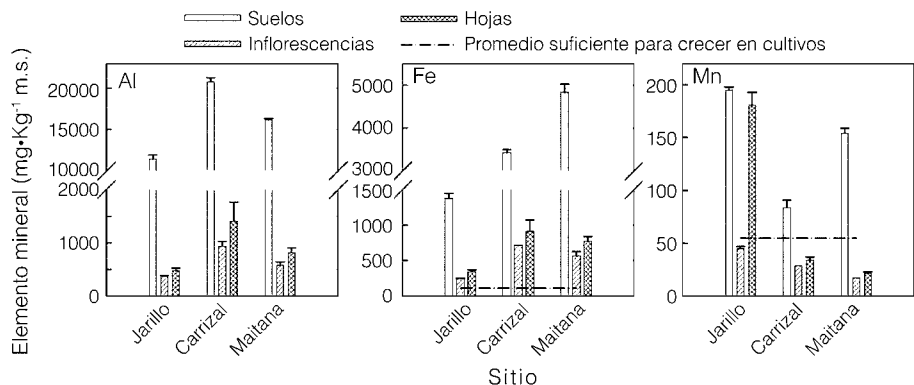 Suelos
Hojas
Inflorescencias
Promedio suficiente para crecer en cultivos
Elemento mineral (mg•Kg⁻¹ m.s.)
Al
20000
15000
10000
2000
1000
0
Jarillo
Carrizal
Maitana
Fe
5000
4000
3000
1500
1000
500
0
Jarillo
Carrizal
Maitana
Mn
200
150
100
50
0
Jarillo
Carrizal
Maitana
Sitio